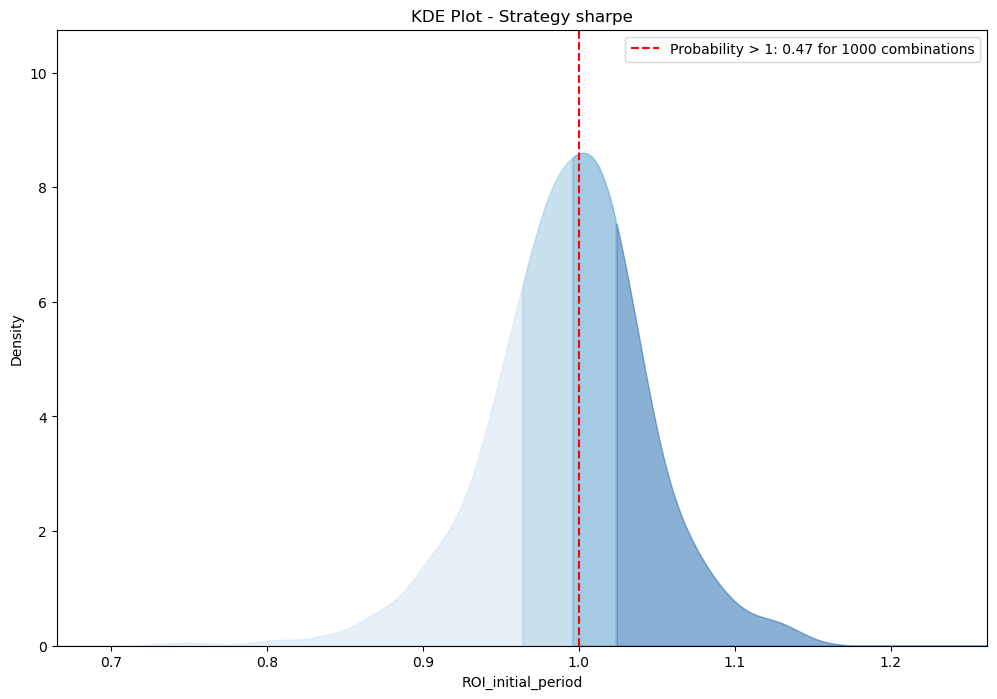 KDE Plot - Strategy sharpe
Probability > 1: 0.47 for 1000 combinations
Density
10
8
6
4
2
0
0.7 0.8 0.9 1.0 1.1 1.2
ROI_initial_period